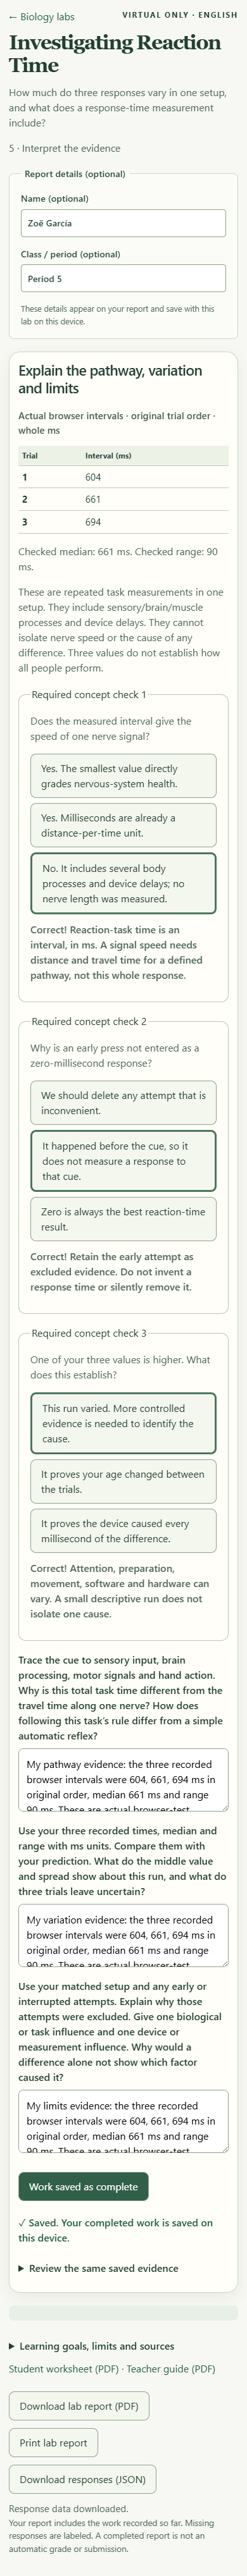 ← Biology labs
VIRTUAL ONLY · ENGLISH
Investigating Reaction
Time
How much do three responses vary in one setup,
and what does a response-time measurement
include?
5 · Interpret the evidence
Report details (optional)
Name (optional)
Zoë García
Class / period (optional)
Period 5
These details appear on your report and save with this
lab on this device.
Explain the pathway, variation
and limits
Actual browser intervals · original trial order ·
whole ms
Trial Interval (ms)
1 604
2 661
3 694
Checked median: 661 ms. Checked range: 90
ms.
These are repeated task measurements in one
setup. They include sensory/brain/muscle
processes and device delays. They cannot
isolate nerve speed or the cause of any
difference. Three values do not establish how
all people perform.
Required concept check 1
Does the measured interval give the
speed of one nerve signal?
Yes. The smallest value directly
grades nervous-system health.
Yes. Milliseconds are already a
distance-per-time unit.
No. It includes several body
processes and device delays; no
nerve length was measured.
Correct! Reaction-task time is an
interval, in ms. A signal speed needs
distance and travel time for a defined
pathway, not this whole response.
Required concept check 2
Why is an early press not entered as a
zero-millisecond response?
We should delete any attempt that is
inconvenient.
It happened before the cue, so it
does not measure a response to
that cue.
Zero is always the best reaction-time
result.
Correct! Retain the early attempt as
excluded evidence. Do not invent a
response time or silently remove it.
Required concept check 3
One of your three values is higher. What
does this establish?
This run varied. More controlled
evidence is needed to identify the
cause.
It proves your age changed between
the trials.
It proves the device caused every
millisecond of the difference.
Correct! Attention, preparation,
movement, software and hardware can
vary. A small descriptive run does not
isolate one cause.
Trace the cue to sensory input, brain
processing, motor signals and hand action.
Why is this total task time different from the
travel time along one nerve? How does
following this task's rule differ from a simple
automatic reflex?
My pathway evidence: the three recorded
browser intervals were 604, 661, 694 ms in
original order, median 661 ms and range
90 ms. These are actual browser-test
Use your three recorded times, median and
range with ms units. Compare them with
your prediction. What do the middle value
and spread show about this run, and what do
three trials leave uncertain?
My variation evidence: the three recorded
browser intervals were 604, 661, 694 ms in
original order, median 661 ms and range
90 ms. These are actual browser-test
Use your matched setup and any early or
interrupted attempts. Explain why those
attempts were excluded. Give one biological
or task influence and one device or
measurement influence. Why would a
difference alone not show which factor
caused it?
My limits evidence: the three recorded
browser intervals were 604, 661, 694 ms in
original order, median 661 ms and range
90 ms. These are actual browser-test
Work saved as complete
✓ Saved. Your completed work is saved on
this device.
▶ Review the same saved evidence
▶ Learning goals, limits and sources
Student worksheet (PDF) · Teacher guide (PDF)
Download lab report (PDF)
Print lab report
Download responses (JSON)
Response data downloaded.
Your report includes the work recorded so far. Missing
responses are labeled. A completed report is not an
automatic grade or submission.